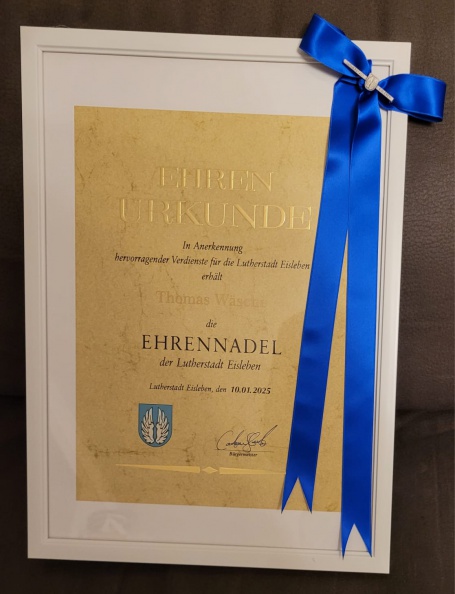 EHREN
URKUNDE
In Anerkennung
hervorragender Verdienste für die Lutherstadt Eisleben
erhält
Thomas
die
EHRENNADEL
der Lutherstadt Eisleben
Lutherstadt Eisleben, den 10.01.2025
Bürgermeister